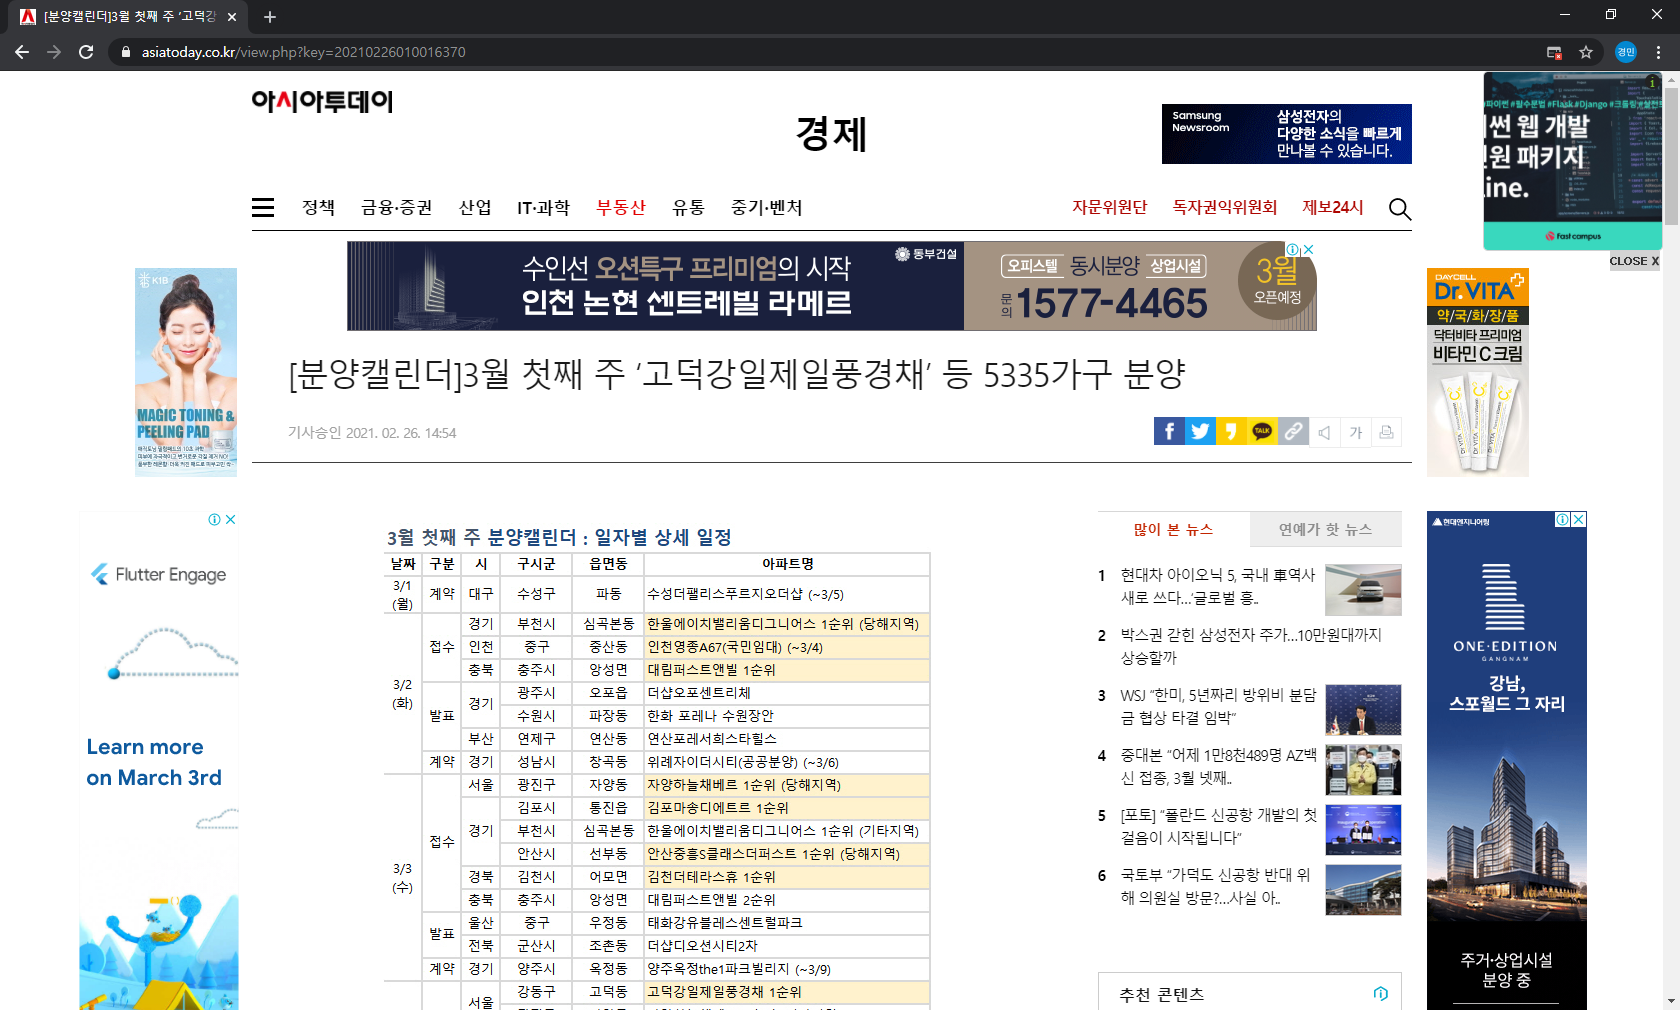 [분양캘린더]3월 첫째 주 '고덕강
asiatoday.co.kr/view.php?key=20210226010016370
경민
아시아투데이
경제
Samsung Newsroom
삼성전자의
다양한 소식을 빠르게
만나볼 수 있습니다.
#파이썬 #필수문법 #Flask #Django #크롤링
썬 웹 개발
원 패키지
Line.
Fast campus
CLOSE X
정책 금융·증권 산업 IT·과학 부동산 유통 중기·벤처
자문위원단 독자권익위원회 제보24시
수인선 오션특구 프리미엄의 시작
인천 논현 센트레빌 라메르
동부건설
오피스텔 동시분양 상업시설
문의 1577-4465
3월
오픈예정
[분양캘린더]3월 첫째 주 '고덕강일제일풍경채' 등 5335가구 분양
기사승인 2021. 02. 26. 14:54
TALK
가
K1B
MAGIC TONING &
PEELING PAD
DAYCELL
Dr.VITA
약/국/화/장/품
닥터비타 프리미엄
비타민 C 크림
Flutter Engage
Learn more
on March 3rd
3월 첫째 주 분양캘린더 : 일자별 상세 일정
날짜 구분 시 구시군 읍면동 아파트명
3/1 (월) 계약 대구 수성구 파동 수성더팰리스푸르지오더샵 (~3/5)
3/2 (화) 접수 경기 부천시 심곡본동 한울에이치밸리움디그니어스 1순위 (당해지역)
인천 중구 중산동 인천영종A67(국민임대) (~3/4)
충북 충주시 앙성면 대림퍼스트앤빌 1순위
발표 경기 광주시 오포읍 더샵오포센트리체
수원시 파장동 한화 포레나 수원장안
부산 연제구 연산동 연산포레서희스타힐스
계약 경기 성남시 창곡동 위례자이더시티(공공분양) (~3/6)
3/3 (수) 접수 서울 광진구 자양동 자양하늘채베르 1순위 (당해지역)
경기 김포시 통진읍 김포마송디에트르 1순위
부천시 심곡본동 한울에이치밸리움디그니어스 1순위 (기타지역)
안산시 선부동 안산중흥S클래스더퍼스트 1순위 (당해지역)
경북 김천시 어모면 김천더테라스휴 1순위
충북 충주시 앙성면 대림퍼스트앤빌 2순위
발표 울산 중구 우정동 태화강유블레스센트럴파크
전북 군산시 조촌동 더샵디오션시티2차
계약 경기 양주시 옥정동 양주옥정the1파크빌리지 (~3/9)
서울 강동구 고덕동 고덕강일제일풍경채 1순위
많이 본 뉴스 연예가 핫 뉴스
1 현대차 아이오닉 5, 국내 車역사
새로 쓰다...'글로벌 흥..
2 박스권 갇힌 삼성전자 주가...10만원대까지
상승할까
3 WSJ "한미, 5년짜리 방위비 분담
금 협상 타결 임박"
4 중대본 "어제 1만8천489명 AZ백
신 접종, 3월 넷째..
5 [포토] "폴란드 신공항 개발의 첫
걸음이 시작됩니다"
6 국토부 "가덕도 신공항 반대 위
해 의원실 방문?...사실 아..
추천 콘텐츠
현대엔지니어링
ONE·EDITION
GANGNAM
강남,
스포월드 그 자리
주거·상업시설
분양 중